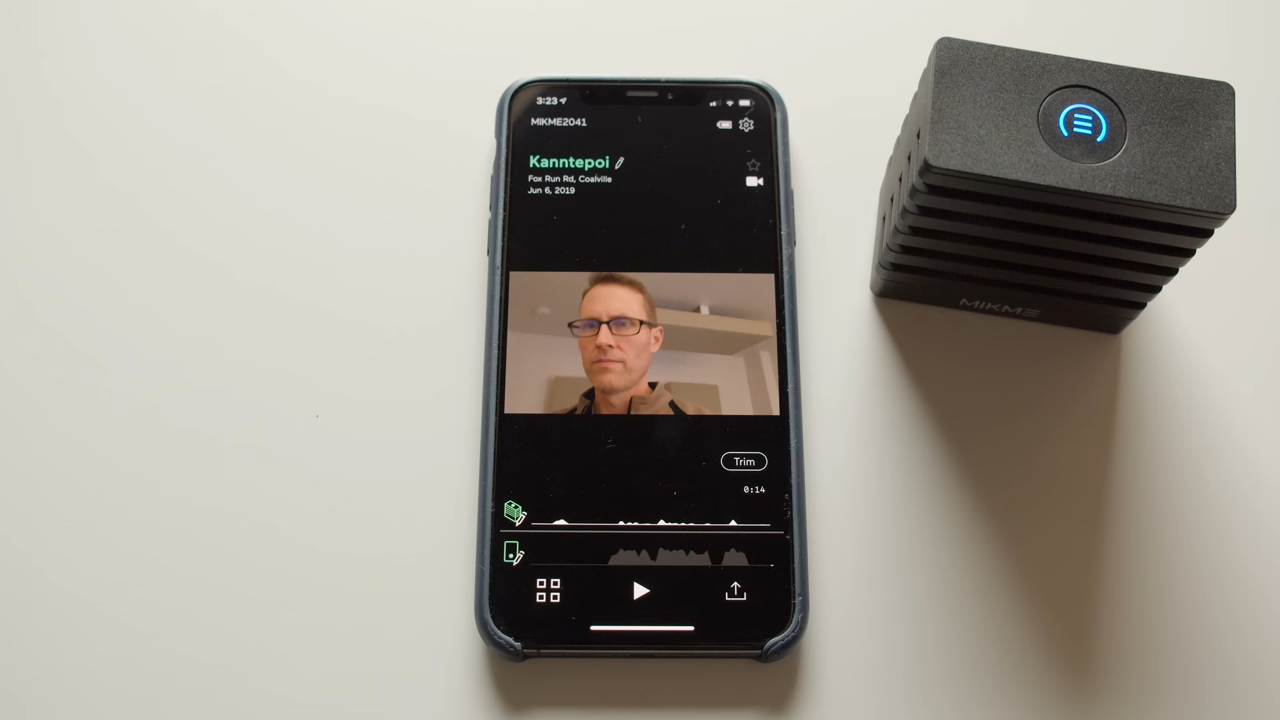 3:23
MIKME2041
Kanntepoi
Fox Run Rd, Coalville
Jun 6, 2019
Trim
0:14
MIKME